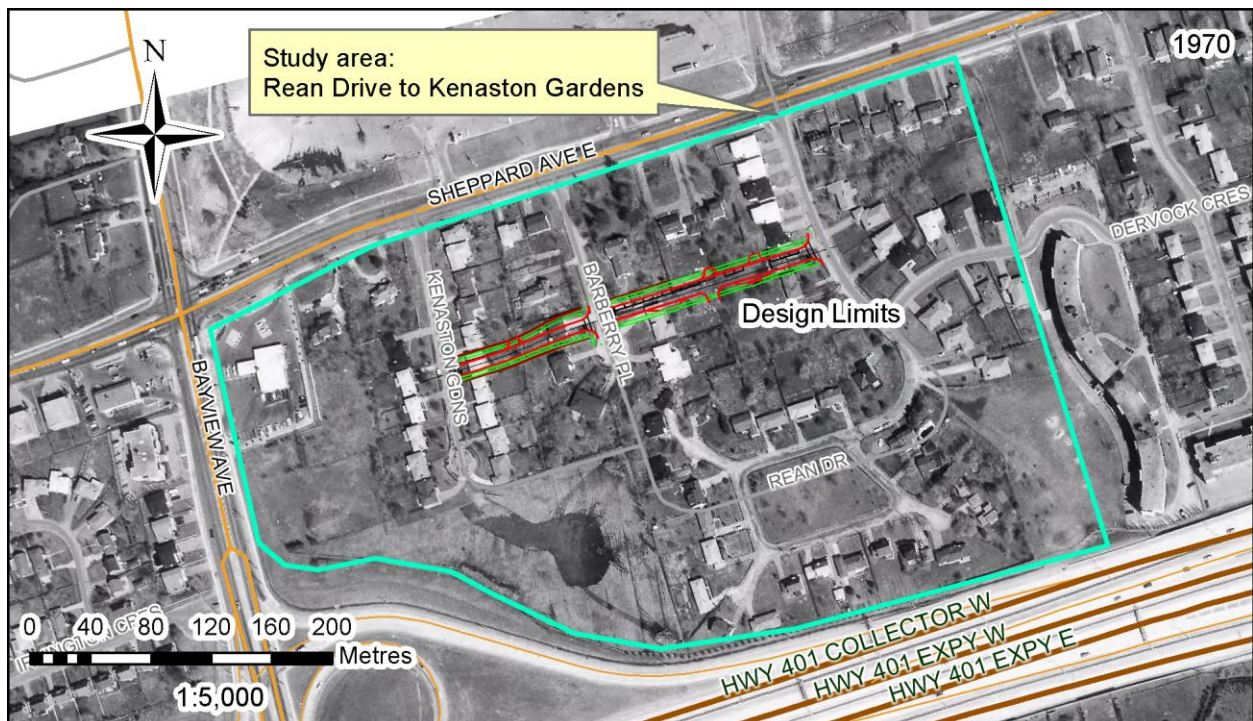 1970
N
Study area:
Rean Drive to Kenaston Gardens
SHEPPARD AVE E
DERVOCK CRES
KENASTON GDNS
BARBERRY PL
Design Limits
BAYVIEW AVE
REAN DR
0 40 80 120 160 200
Metres
1:5,000
HWY 401 COLLECTOR W
HWY 401 EXPY W
HWY 401 EXPY E